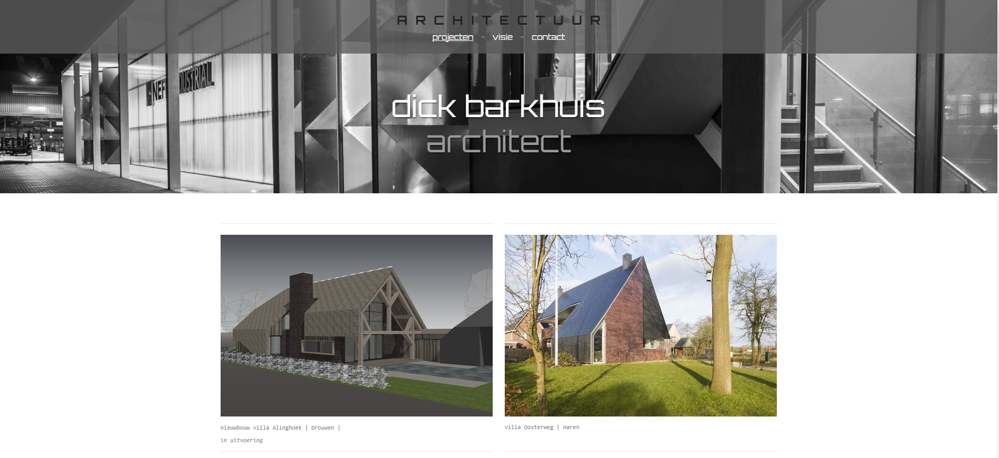 ARCHITECTUUR
projecten - visie - contact
dick barkhuis
architect
nieuwbouw villa Alinghoek | Drouwen |
in uitvoering
villa Oosterweg | Haren